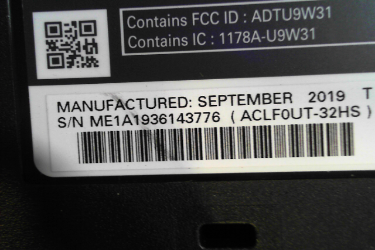 Contains FCC ID : ADTU9W31
Contains IC : 1178A-U9W31
MANUFACTURED: SEPTEMBER 2019 T
S/N ME1A1936143776 ( ACLF0UT-32HS )